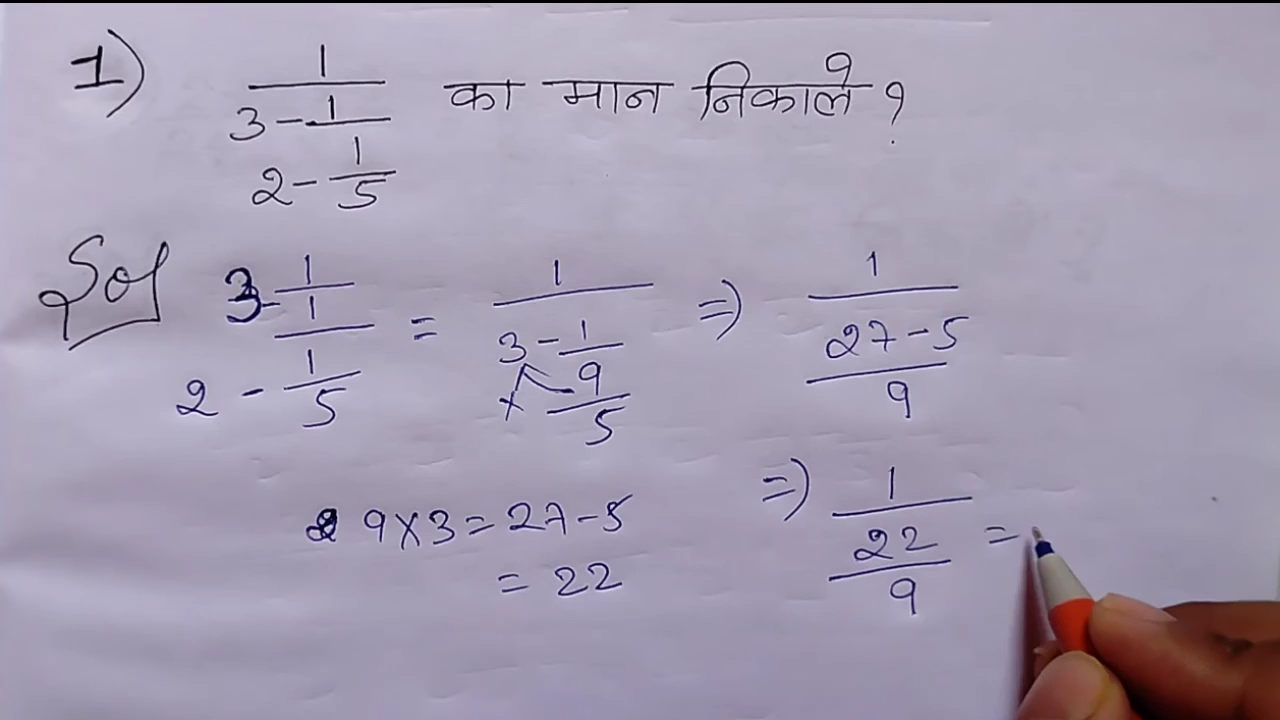 1) 1 का मान निकाले ?
3 - 1
2 - 1
5
Sol 3 - 1 = 1 => 1
1 3 - 1 27 - 5
2 - 1 × 9 9
5 5
9 × 3 = 27 - 5 => 1
= 22 22 =
9